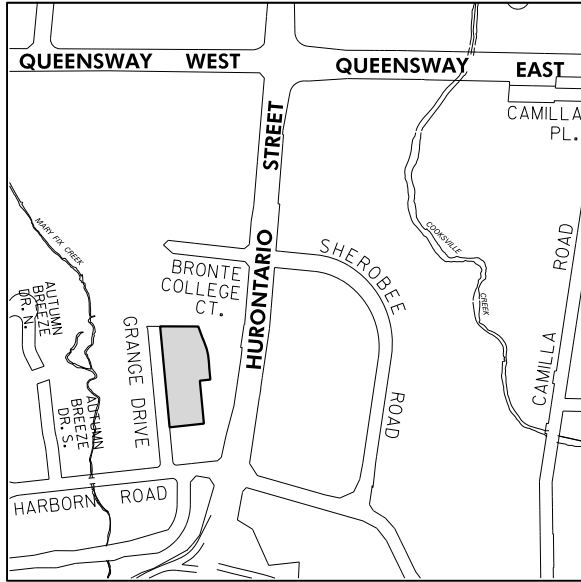 QUEENSWAY WEST
QUEENSWAY EAST
CAMILLA
PL.
STREET
HURONTARIO
MARY FIX CREEK
COOKSVILLE
CREEK
SHEROBEE
ROAD
BRONTE
COLLEGE
CT.
AUTUMN
BREEZE
DR. N.
GRANGE DRIVE
AUTUMN
BREEZE
DR. S.
CAMILLA ROAD
HARBORN ROAD